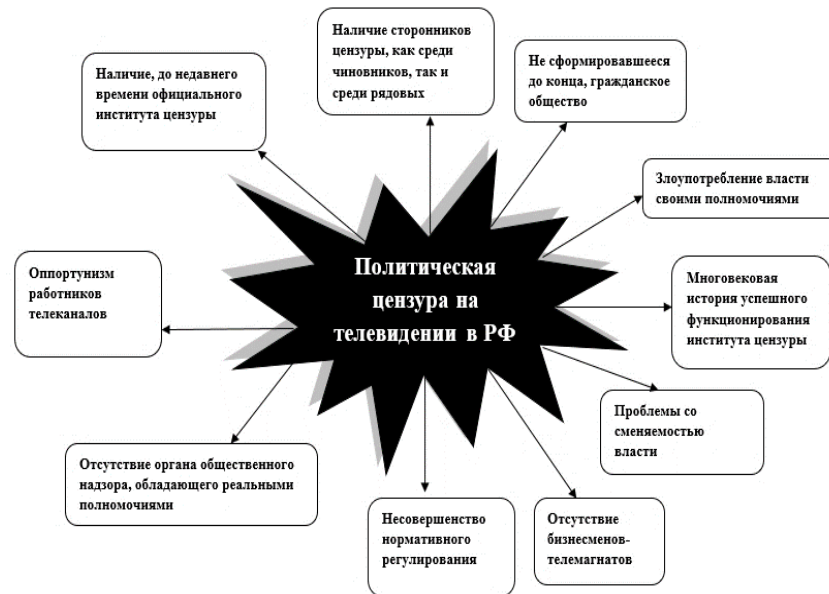 Наличие сторонников
цензуры, как среди
чиновников, так и
среди рядовых
Не сформировавшееся
до конца, гражданское
общество
Наличие, до недавнего
времени официального
института цензуры
Злоупотребление власти
своими полномочиями
Политическая
цензура на
телевидении в РФ
Оппортунизм
работников
телеканалов
Многовековая
история успешного
функционирования
института цензуры
Проблемы со
сменяемостью
власти
Отсутствие органа общественного
надзора, обладающего реальными
полномочиями
Несовершенство
нормативного
регулирования
Отсутствие
бизнесменов-
телемагнатов